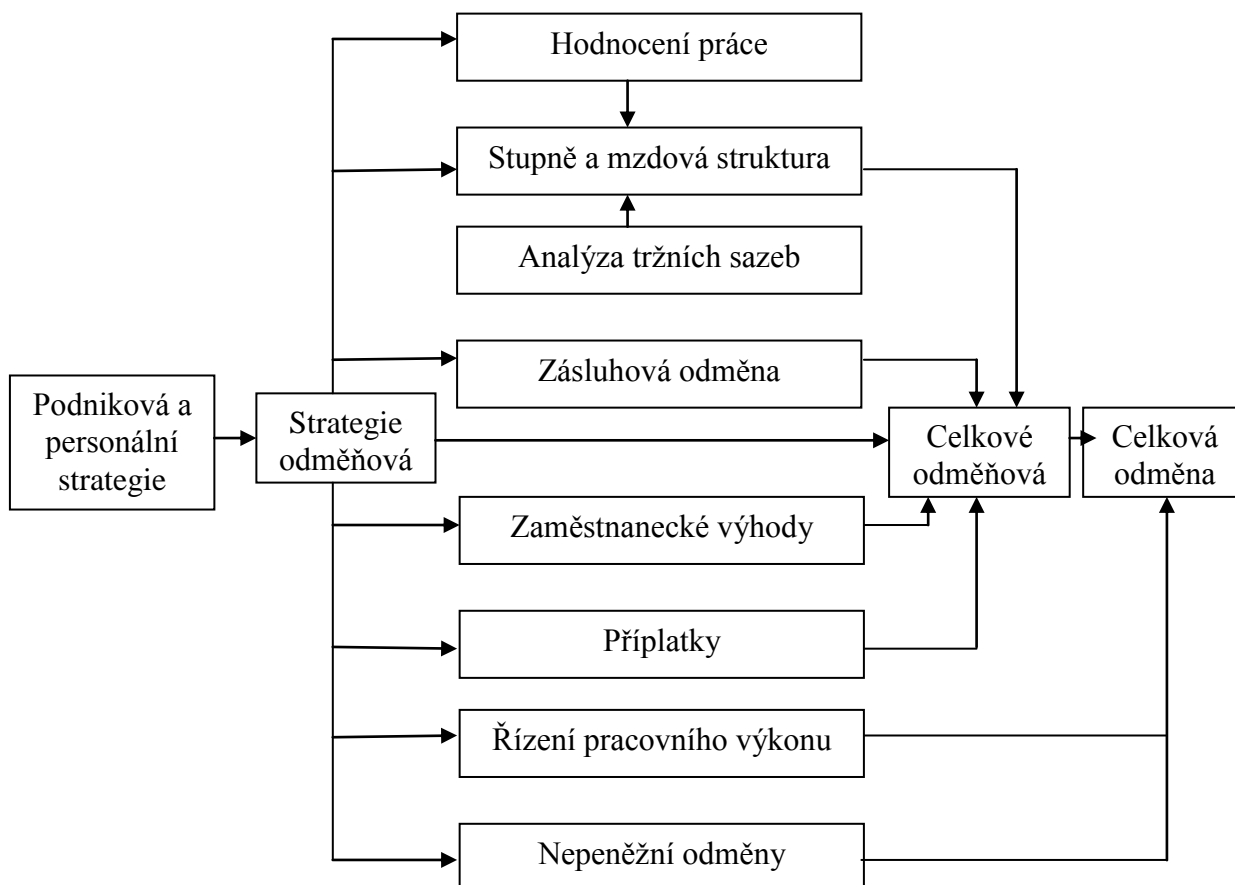 Hodnocení práce
Stupně a mzdová struktura
Analýza tržních sazeb
Zásluhová odměna
Podniková a
personální
strategie
Strategie
odměňová
Celkové
odměňová
Celková
odměna
Zaměstnanecké výhody
Příplatky
Řízení pracovního výkonu
Nepeněžní odměny